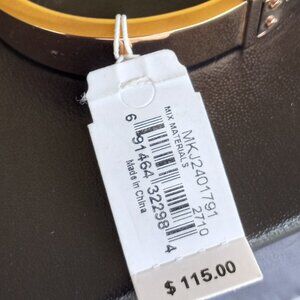 MKJ2401791
2710
MIX MATERIALS
6 91464 32298 4
Made in China
$ 115.00